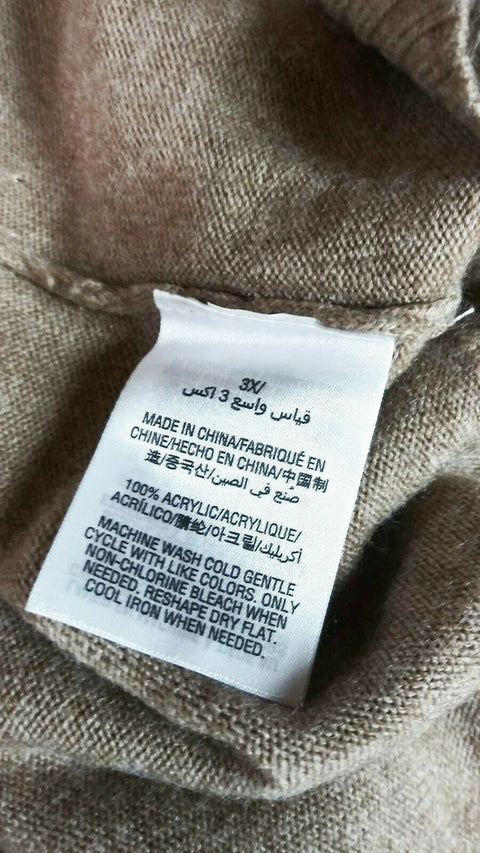 3X/
قياس واسع 3 اكس
MADE IN CHINA/FABRIQUÉ EN
CHINE/HECHO EN CHINA/中国制
造/중국산/صنع في الصين
100% ACRYLIC/ACRYLIQUE/
ACRÍLICO/腈纶/아크릴/أكريليك
MACHINE WASH COLD GENTLE
CYCLE WITH LIKE COLORS. ONLY
NON-CHLORINE BLEACH WHEN
NEEDED. RESHAPE DRY FLAT.
COOL IRON WHEN NEEDED.